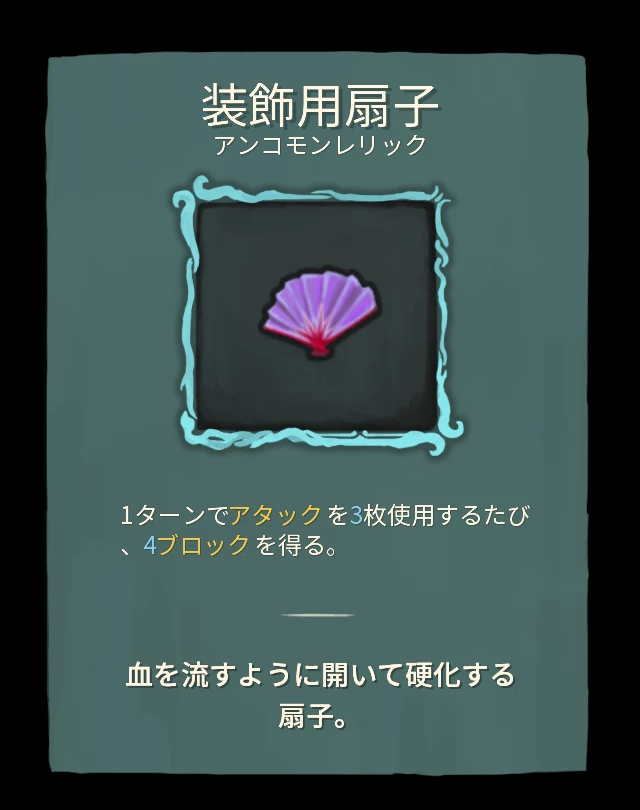 装飾用扇子
アンコモンレリック
1ターンでアタックを3枚使用するたび
、4ブロックを得る。
血を流すように開いて硬化する
扇子。